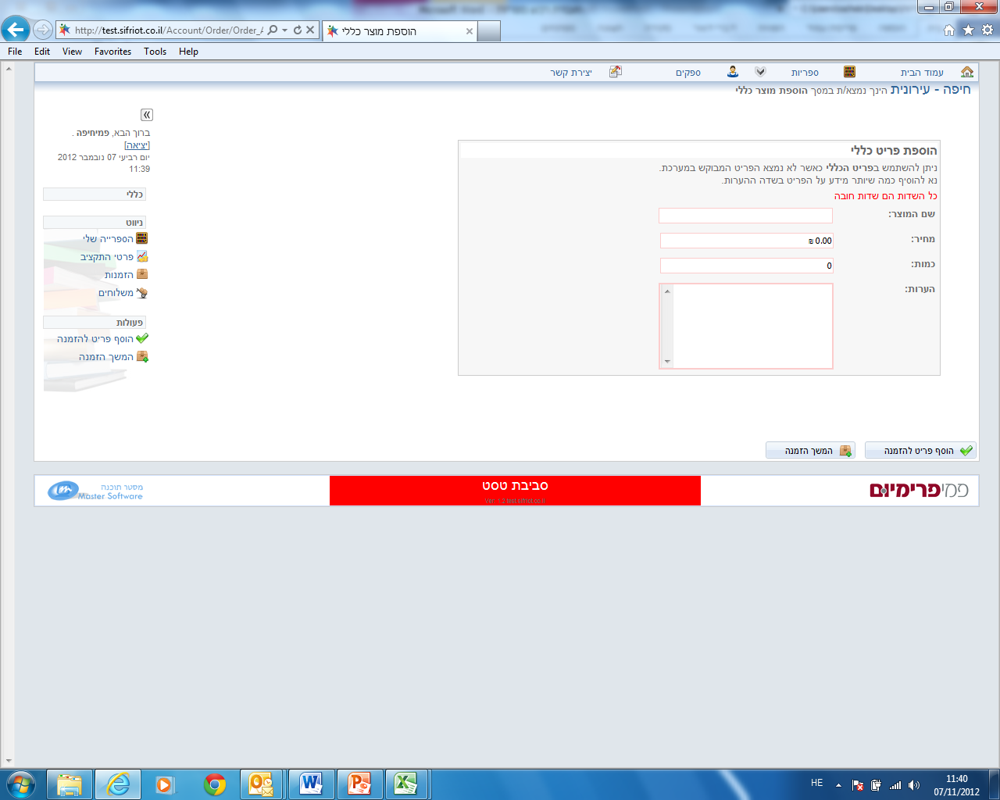 http://test.sifriot.co.il/Account/Order/Order_A
הוספת מוצר כללי
File Edit View Favorites Tools Help
עמוד הבית
ספריות
ספקים
יצירת קשר
חיפה - עירונית הינך נמצא/ת במסך הוספת מוצר כללי
ברוך הבא, פמיחיפה .
[יציאה]
יום רביעי 07 נובמבר 2012
11:39
כללי
ניווט
הספרייה שלי
פרטי התקציב
הזמנות
משלוחים
פעולות
הוסף פריט להזמנה
המשך הזמנה
הוספת פריט כללי
ניתן להשתמש בפריט הכללי כאשר לא נמצא הפריט המבוקש במערכת.
נא להוסיף כמה שיותר מידע על הפריט בשדה ההערות.
כל השדות הם שדות חובה
שם המוצר:
מחיר: 0.00 ₪
כמות: 0
הערות:
הוסף פריט להזמנה
המשך הזמנה
פמיפרימיום
סביבת טסט
Ver: 1.2 test.sifriot.co.il
מסטר תוכנה
Master Software
HE
11:40
07/11/2012